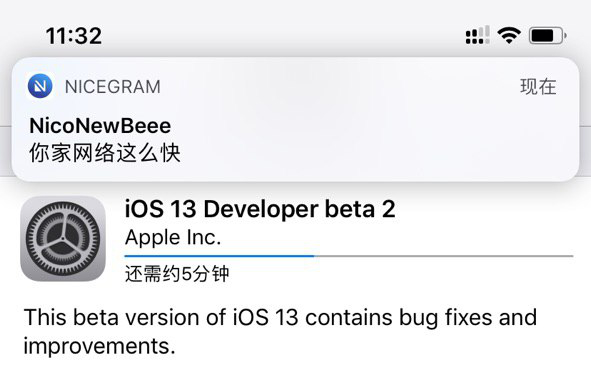 11:32
NICEGRAM
现在
NicoNewBeee
你家网络这么快
iOS 13 Developer beta 2
Apple Inc.
还需约5分钟
This beta version of iOS 13 contains bug fixes and
improvements.